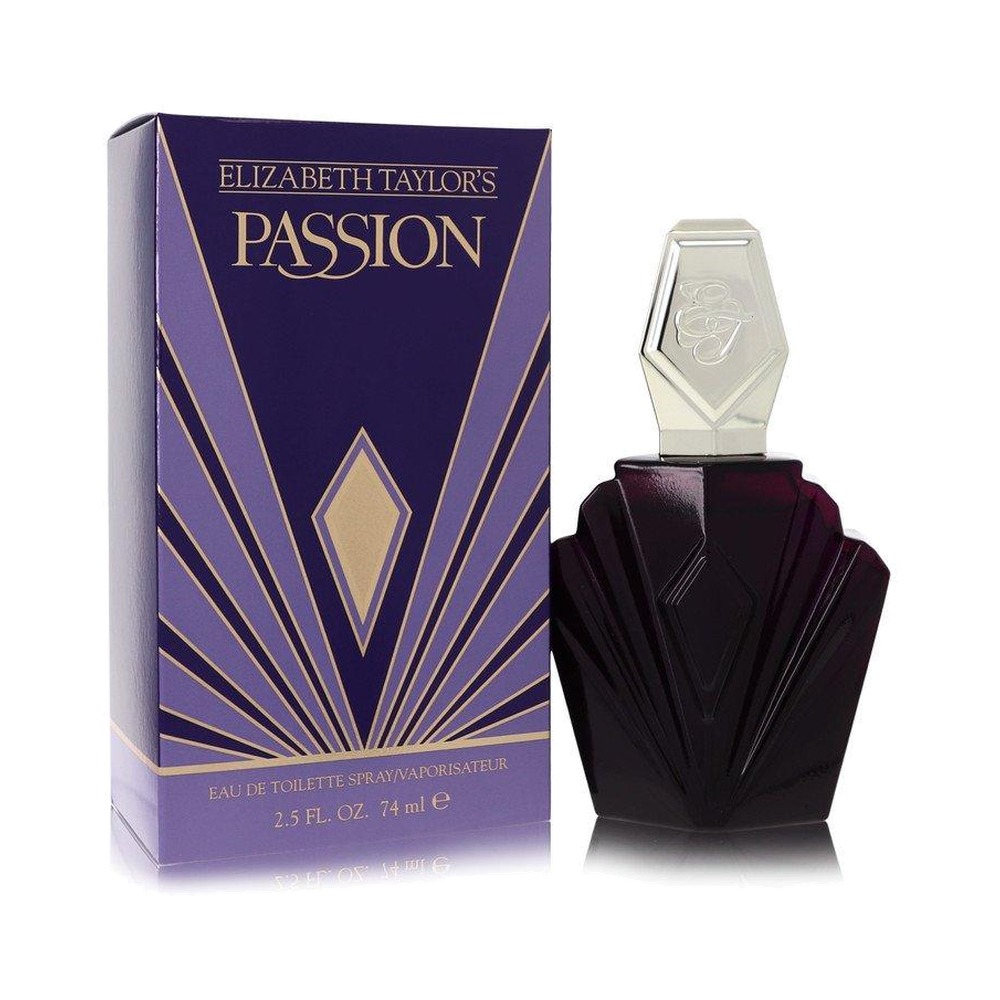 ELIZABETH TAYLOR'S
PASSION
EAU DE TOILETTE SPRAY/VAPORISATEUR
2.5 FL. OZ. 74 ml ℮